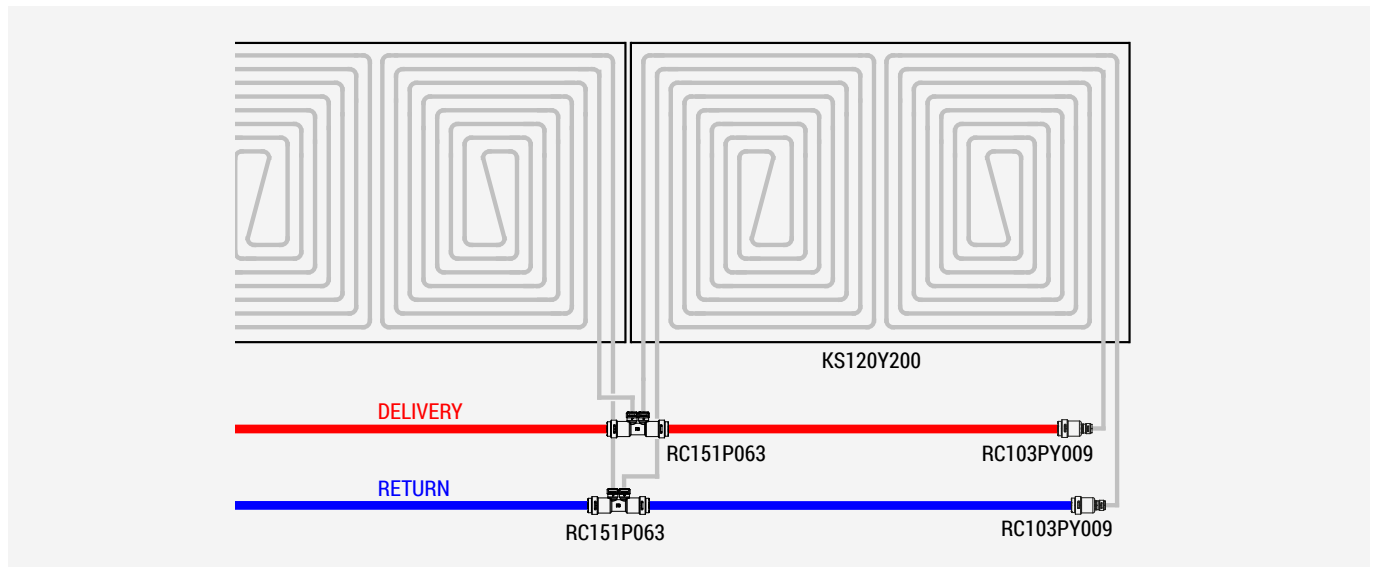 KS120Y200
DELIVERY
RC151P063
RC103PY009
RETURN
RC151P063
RC103PY009